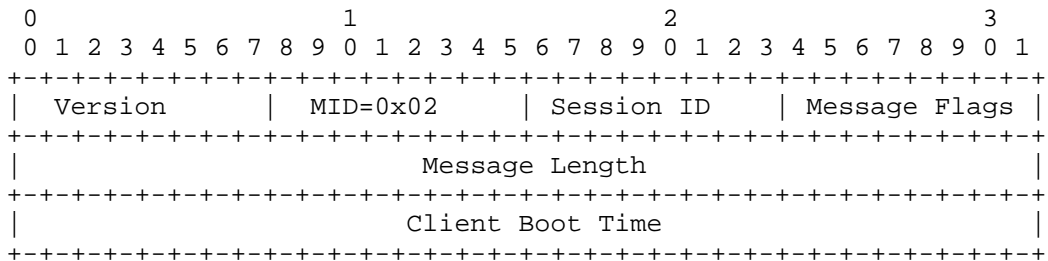 0                   1                   2                   3
 0 1 2 3 4 5 6 7 8 9 0 1 2 3 4 5 6 7 8 9 0 1 2 3 4 5 6 7 8 9 0 1
+-+-+-+-+-+-+-+-+-+-+-+-+-+-+-+-+-+-+-+-+-+-+-+-+-+-+-+-+-+-+-+-+
|  Version      |  MID=0x02     | Session ID    | Message Flags |
+-+-+-+-+-+-+-+-+-+-+-+-+-+-+-+-+-+-+-+-+-+-+-+-+-+-+-+-+-+-+-+-+
|                         Message Length                        |
+-+-+-+-+-+-+-+-+-+-+-+-+-+-+-+-+-+-+-+-+-+-+-+-+-+-+-+-+-+-+-+-+
|                        Client Boot Time                       |
+-+-+-+-+-+-+-+-+-+-+-+-+-+-+-+-+-+-+-+-+-+-+-+-+-+-+-+-+-+-+-+-+